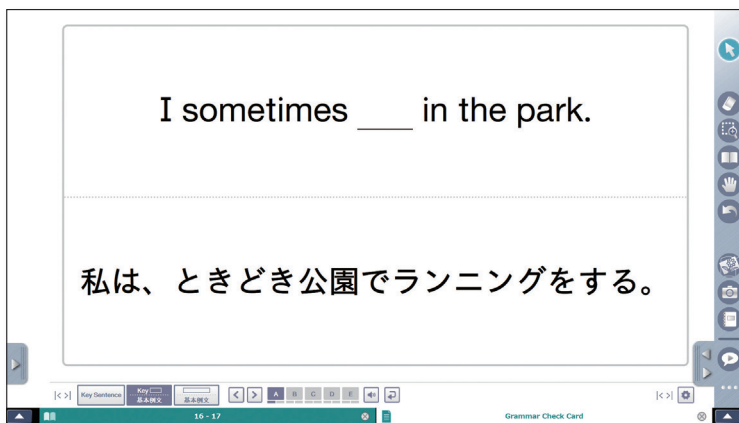 I sometimes ___ in the park.
私は、ときどき公園でランニングをする。
Key Sentence
Key
基本例文
基本例文
A B C D E
16 - 17
Grammar Check Card